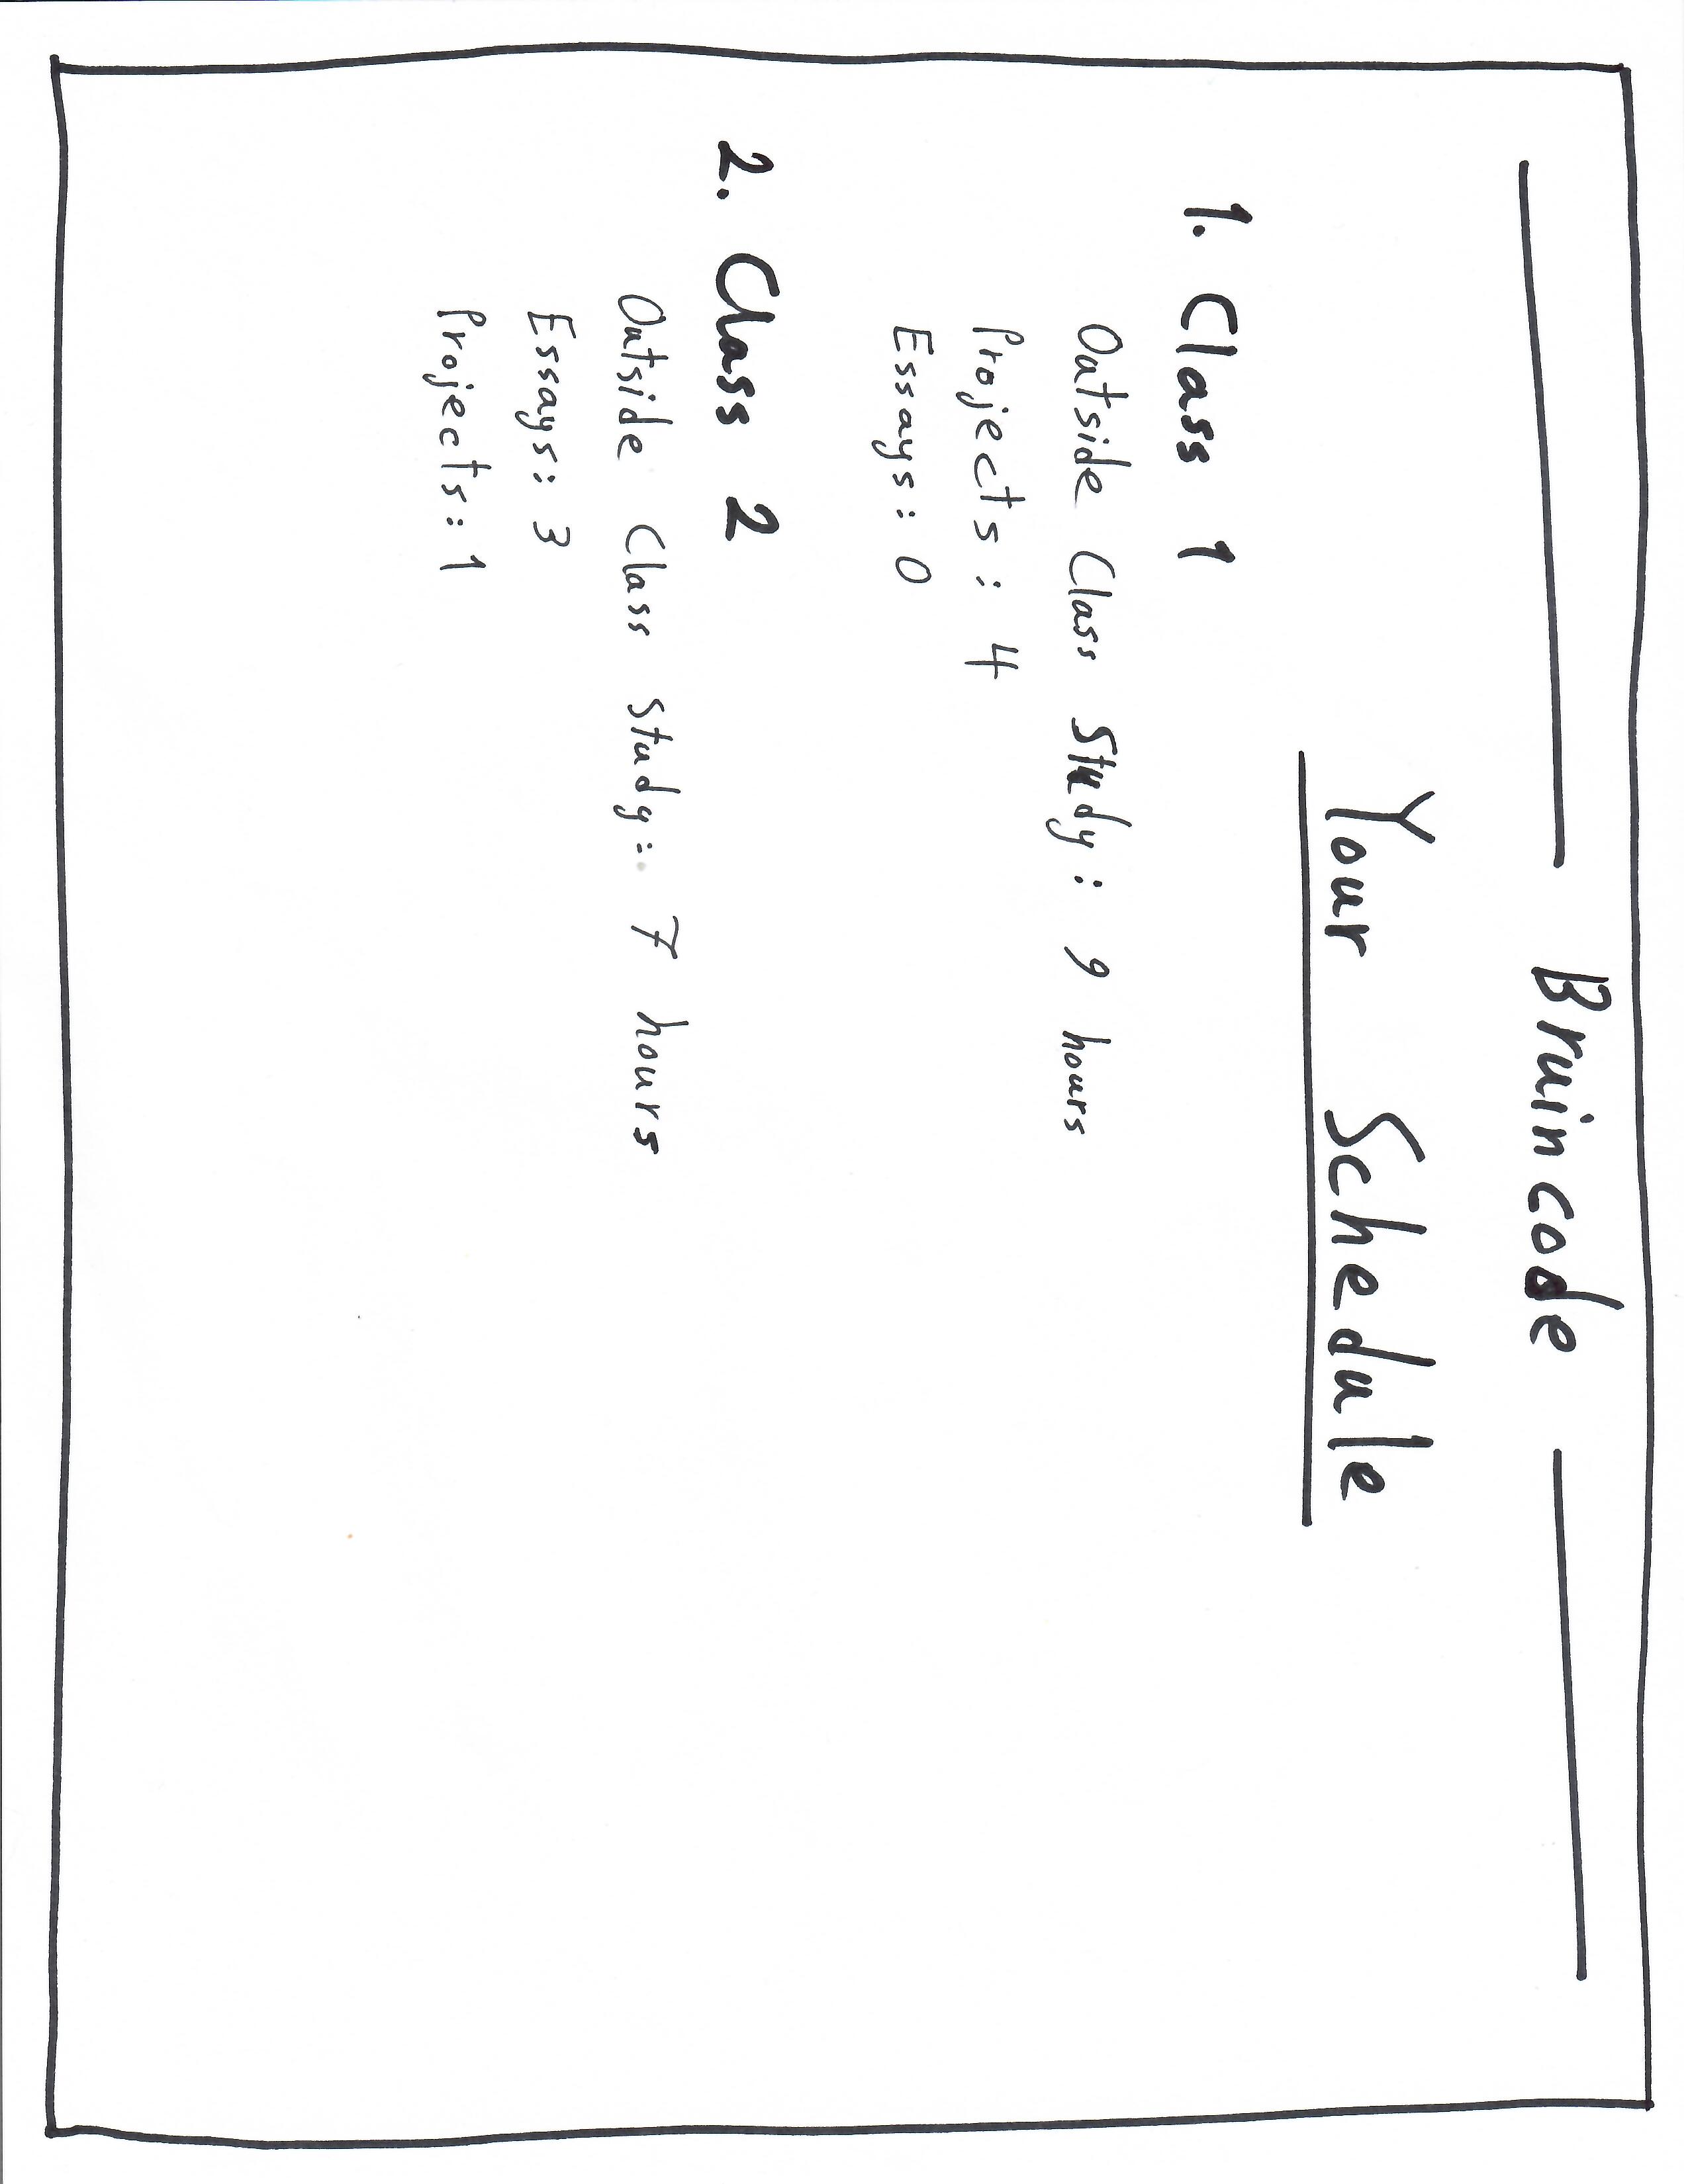 Bruincode
Your Schedule
1. Class 1
Outside Class Study: 9 hours
Projects: 4
Essays: 0
2. Class 2
Outside Class Study: 7 hours
Essays: 3
Projects: 1